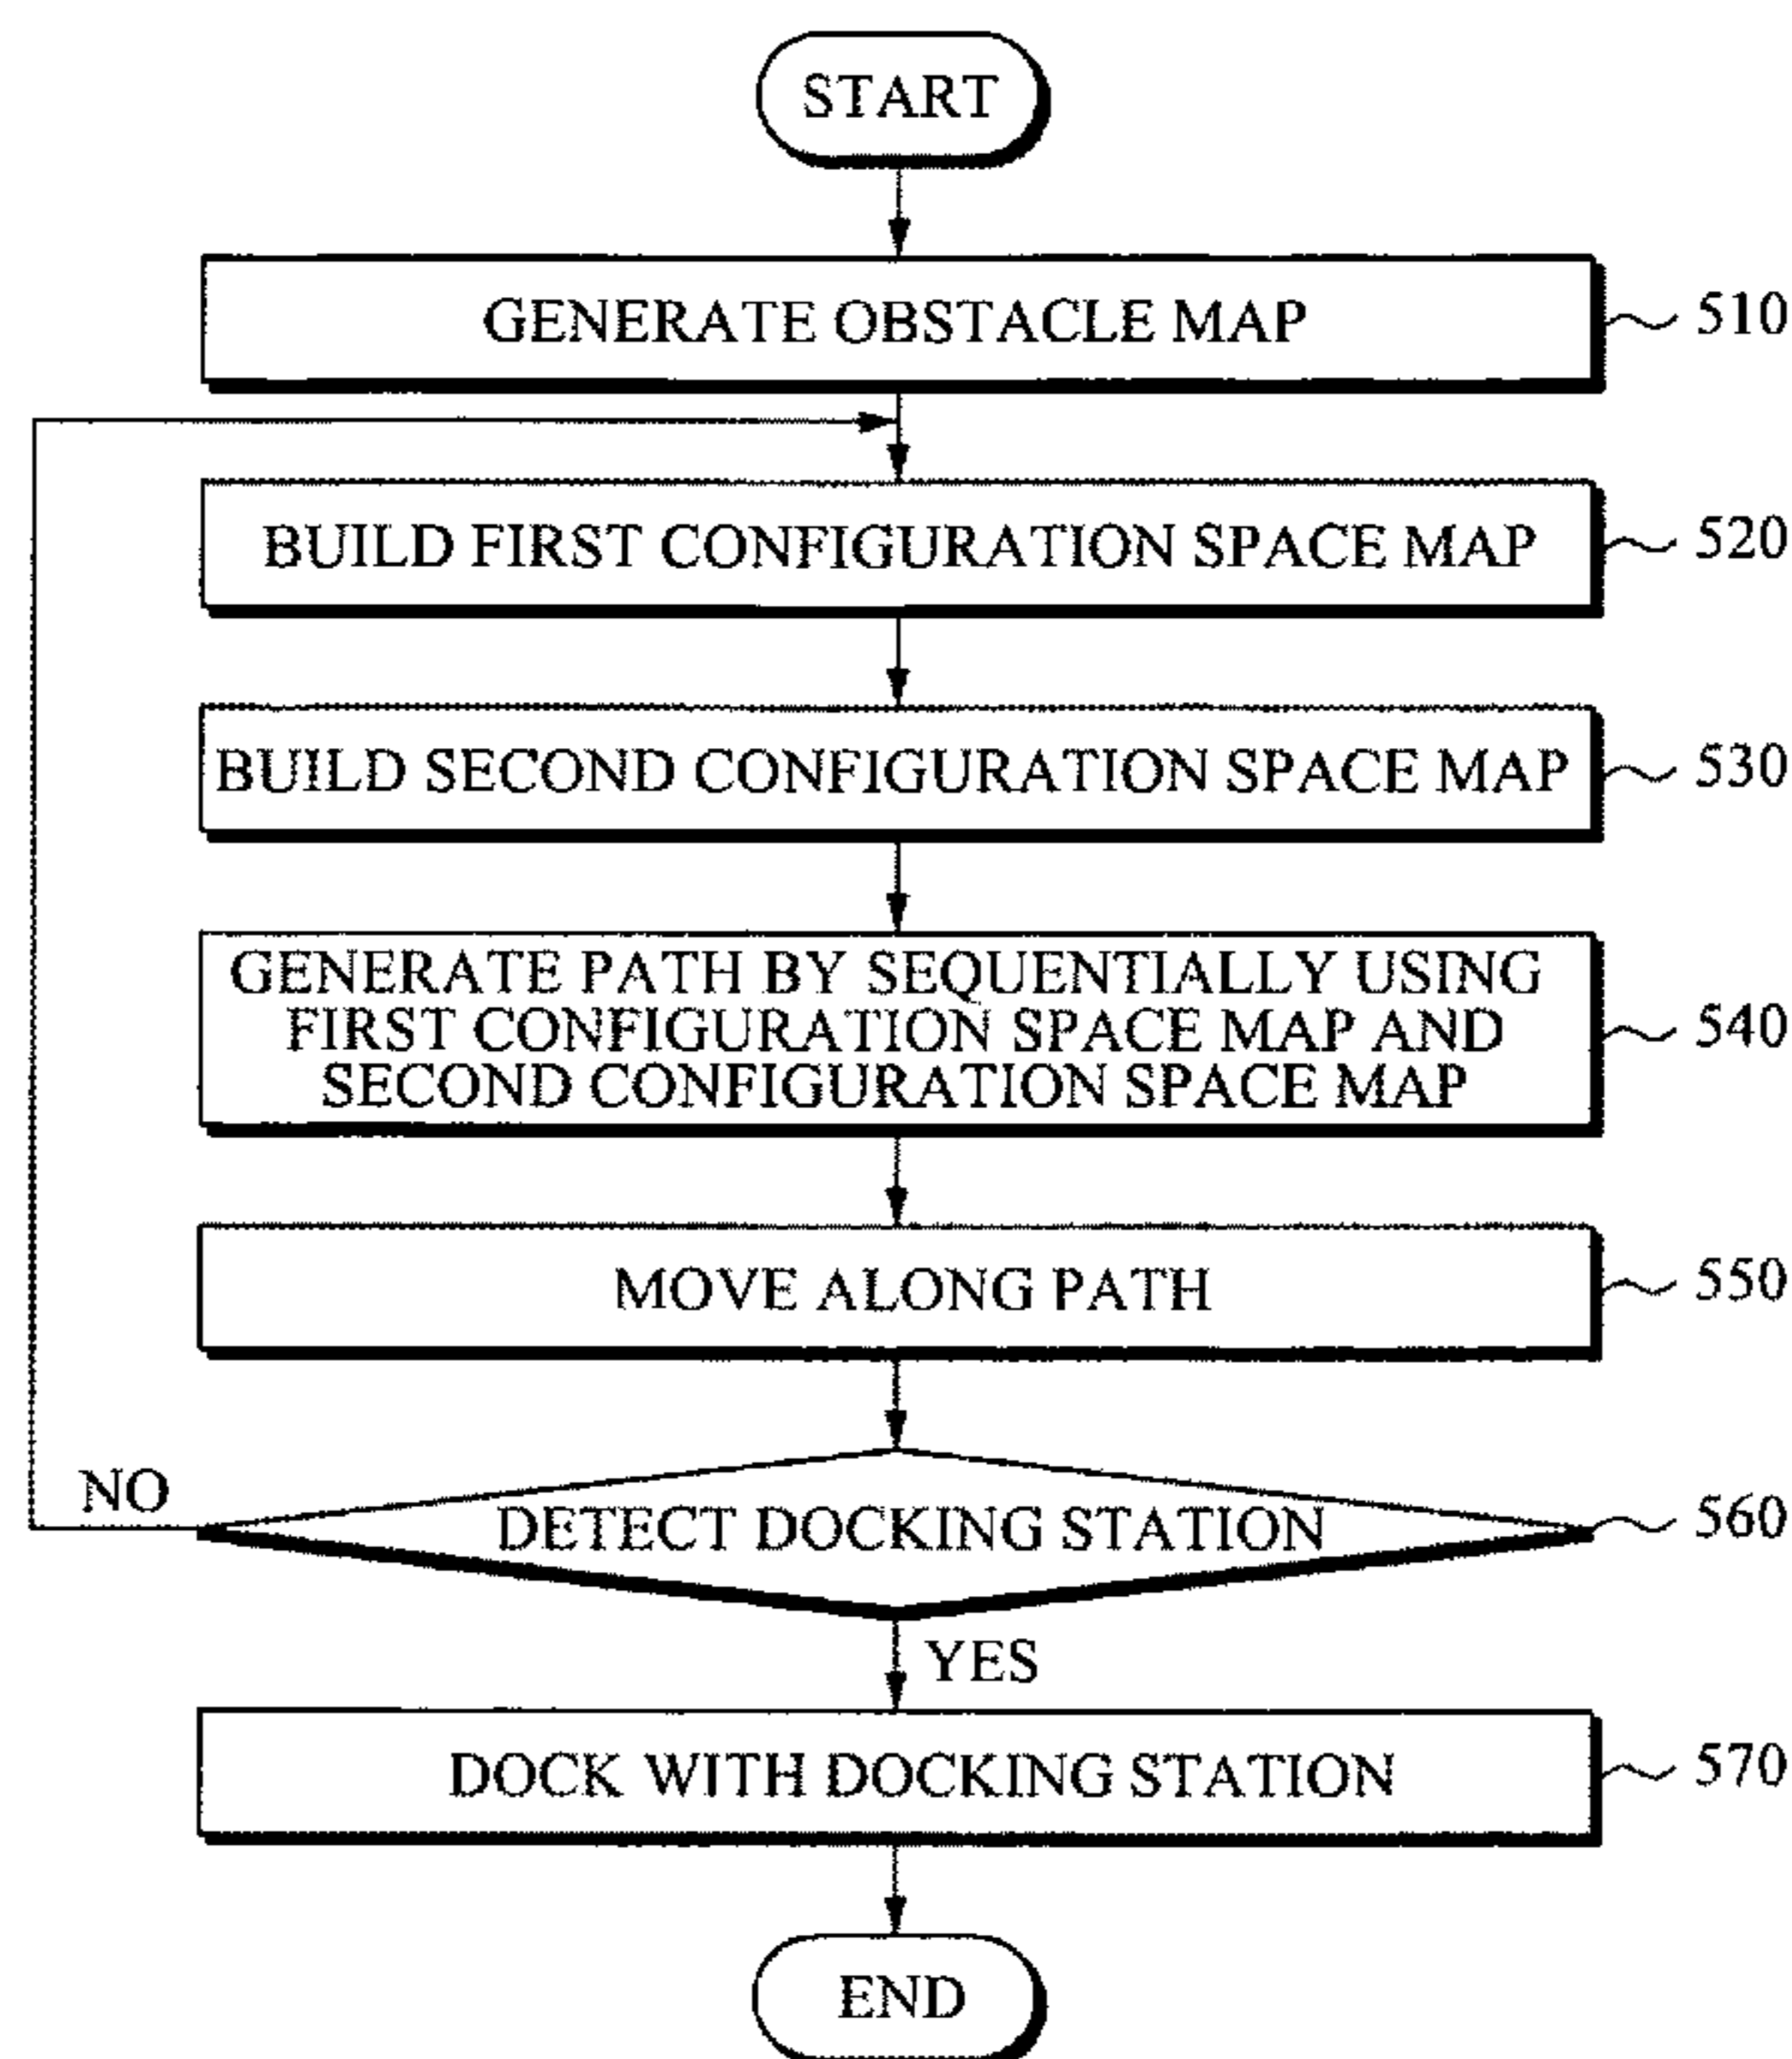 START
GENERATE OBSTACLE MAP
510
BUILD FIRST CONFIGURATION SPACE MAP
520
BUILD SECOND CONFIGURATION SPACE MAP
530
GENERATE PATH BY SEQUENTIALLY USING
FIRST CONFIGURATION SPACE MAP AND
SECOND CONFIGURATION SPACE MAP
540
MOVE ALONG PATH
550
NO
DETECT DOCKING STATION
560
YES
DOCK WITH DOCKING STATION
570
END